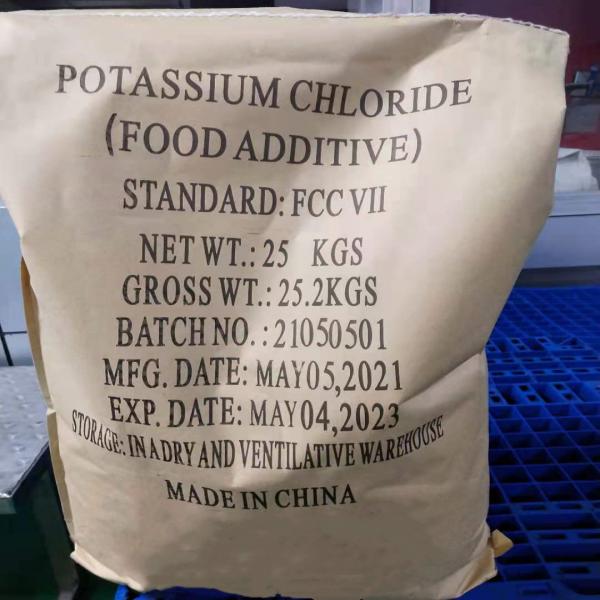 POTASSIUM CHLORIDE
(FOOD ADDITIVE)
STANDARD: FCC VII
NET WT.: 25 KGS
GROSS WT.: 25.2KGS
BATCH NO. : 21050501
MFG. DATE: MAY05,2021
EXP. DATE: MAY04,2023
STORAGE: IN A DRY AND VENTILATIVE WAREHOUSE
MADE IN CHINA